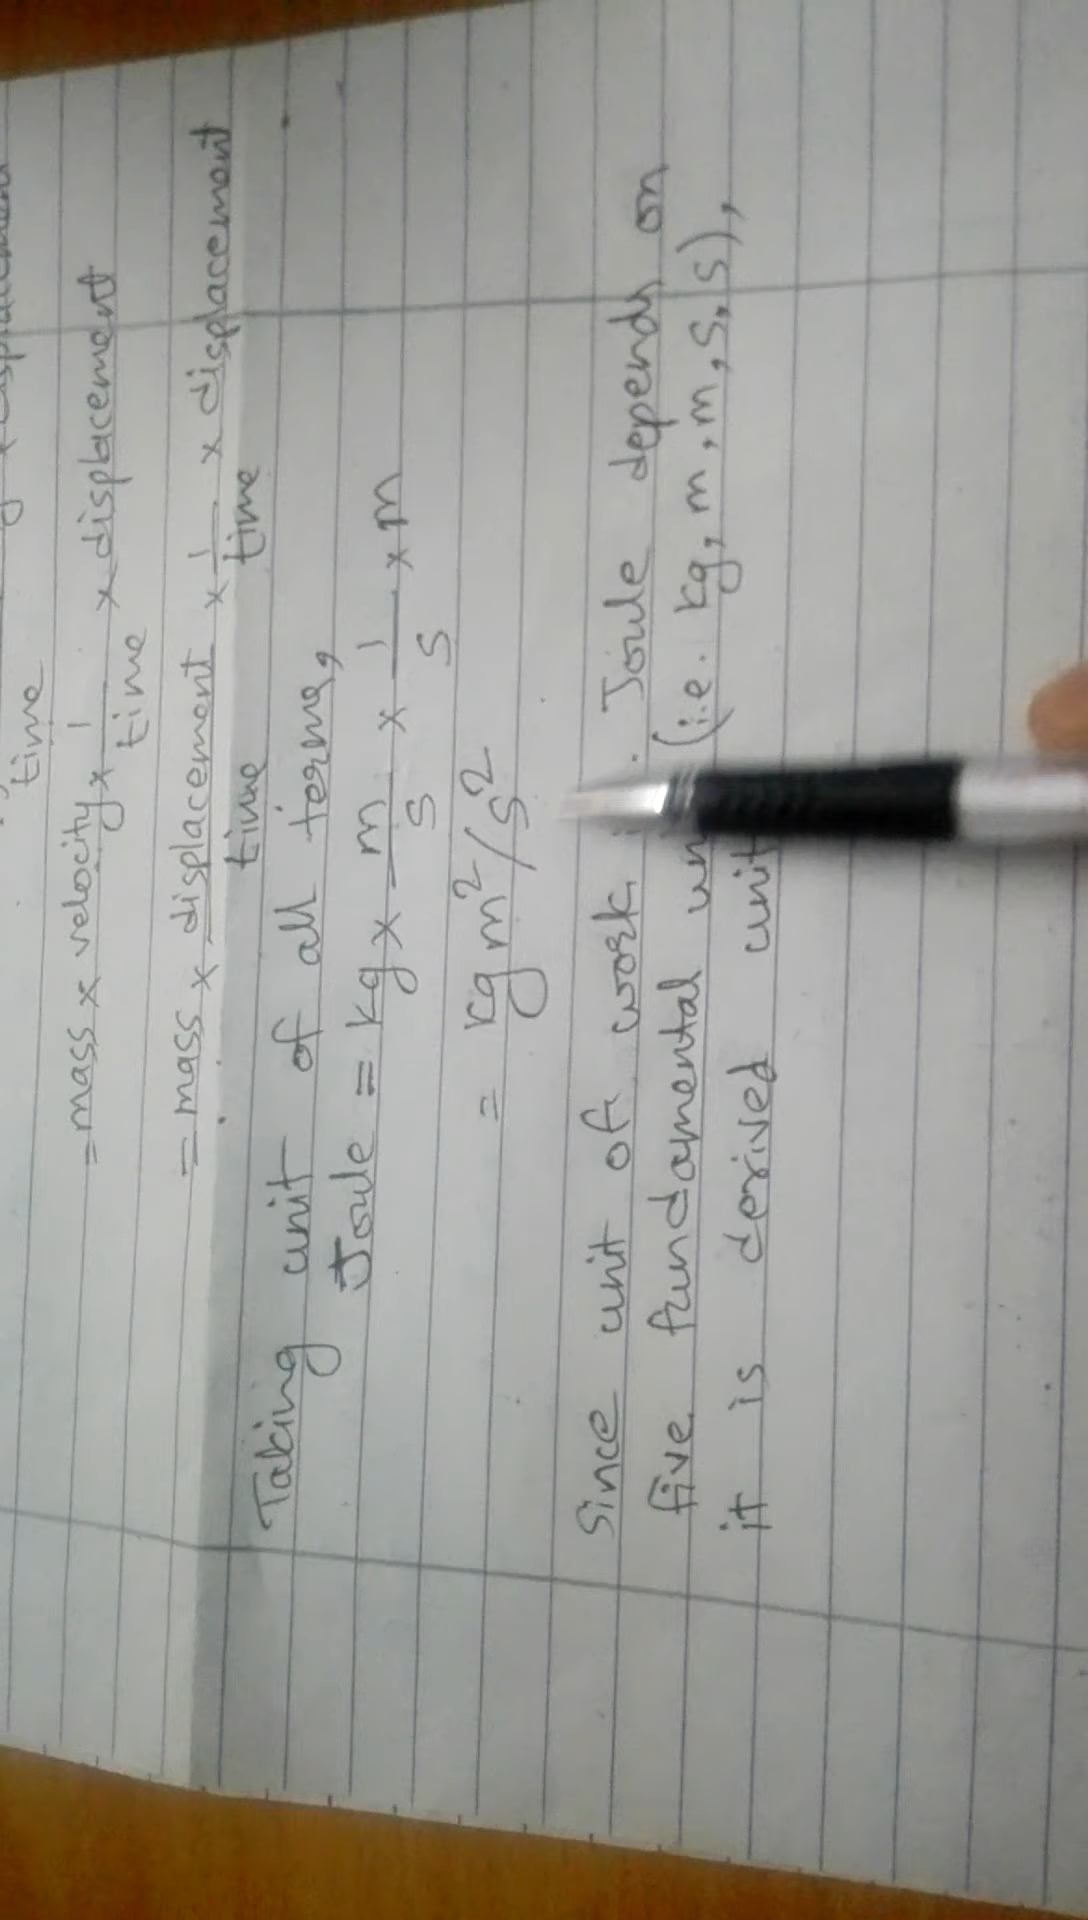 time
= mass x velocity x 1/time x displacement
= mass x displacement/time x 1/time x displacement
Taking unit of all terms,
Joule = kg x m/s x 1/s x m
= kg m²/s²
Since unit of work. Joule depends on
five fundamental (i.e. kg, m, m, s, s),
it is derived unit